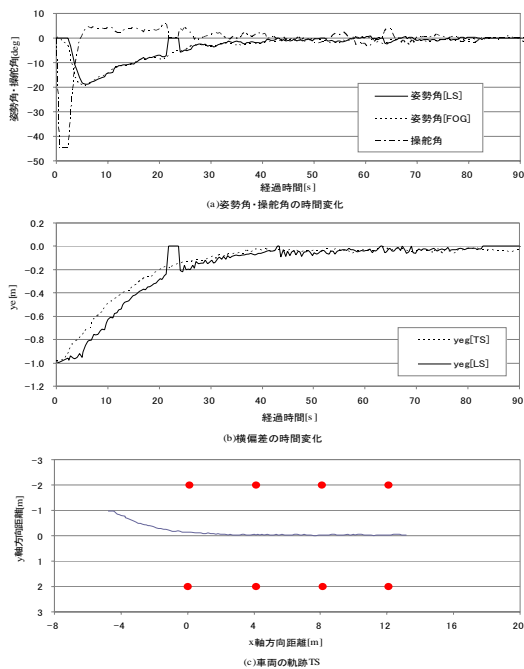 10
0
-10
-20
-30
-40
-50
姿勢角・操舵角[deg]
姿勢角[LS]
姿勢角[FOG]
操舵角
0 10 20 30 40 50 60 70 80 90
経過時間[s]
(a)姿勢角・操舵角の時間変化
0.2
0.0
-0.2
-0.4
-0.6
-0.8
-1.0
-1.2
ye[m]
yeg[TS]
yeg[LS]
0 10 20 30 40 50 60 70 80 90
経過時間[s]
(b)横偏差の時間変化
-3
-2
-1
0
1
2
3
y軸方向距離[m]
-8 -4 0 4 8 12 16
x軸方向距離[m]
(c)車両の軌跡TS